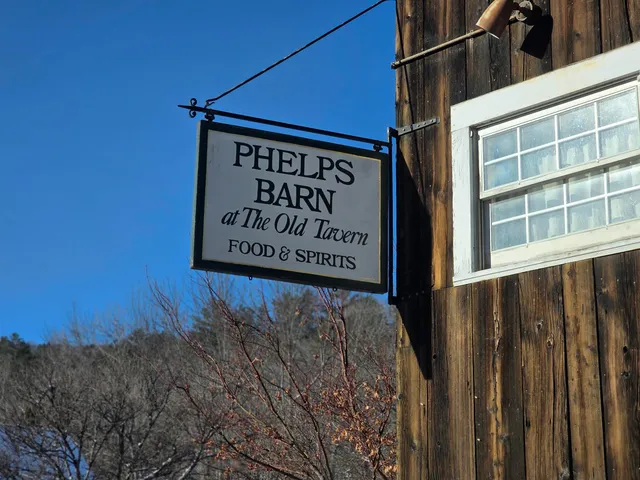 PHELPS
BARN
at The Old Tavern
FOOD & SPIRITS